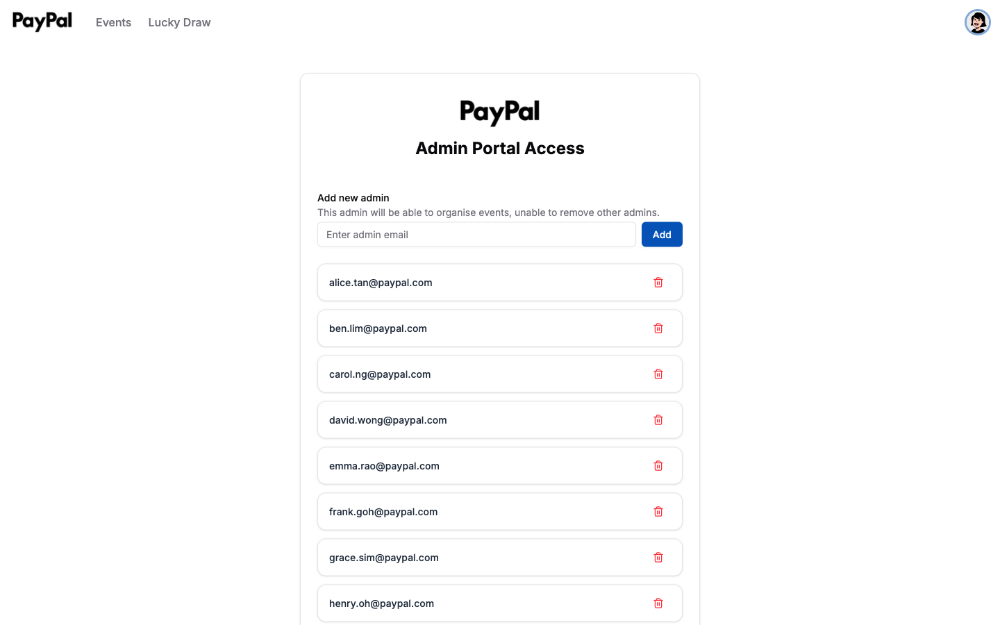 PayPal Events Lucky Draw
PayPal
Admin Portal Access
Add new admin
This admin will be able to organise events, unable to remove other admins.
Enter admin email Add
alice.tan@paypal.com
ben.lim@paypal.com
carol.ng@paypal.com
david.wong@paypal.com
emma.rao@paypal.com
frank.goh@paypal.com
grace.sim@paypal.com
henry.oh@paypal.com